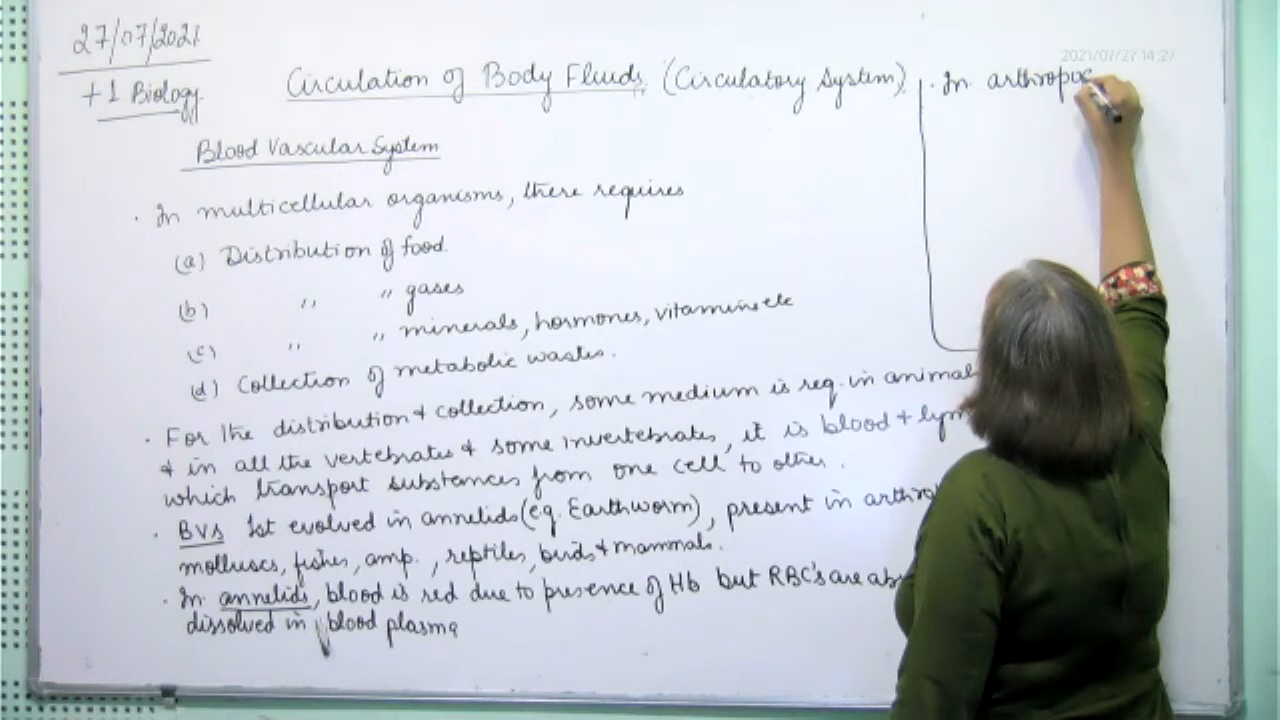 27/07/2021
+1 Biology
2021/07/27 14:27
Circulation of Body Fluids (Circulatory System)
Blood Vascular System
· In multicellular organisms, there requires
(a) Distribution of food.
(b) " " gases
(c) " " minerals, hormones, vitamins etc
(d) Collection of metabolic wastes.
· For the distribution & collection, some medium is req. in animal
& in all the vertebrates & some invertebrates, it is blood & lym
which transport substances from one cell to other.
· BVS 1st evolved in annelids (eg. Earthworm), present in arthro
molluscs, fishes, amp., reptiles, birds & mammals.
· In annelids, blood is red due to presence of Hb but RBC's are abs
dissolved in blood plasma
· In arthropod